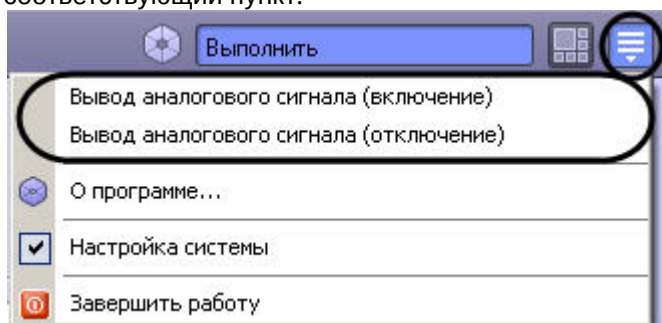 соответствующий пункт.
Выполнить
Вывод аналогового сигнала (включение)
Вывод аналогового сигнала (отключение)
О программе...
Настройка системы
Завершить работу